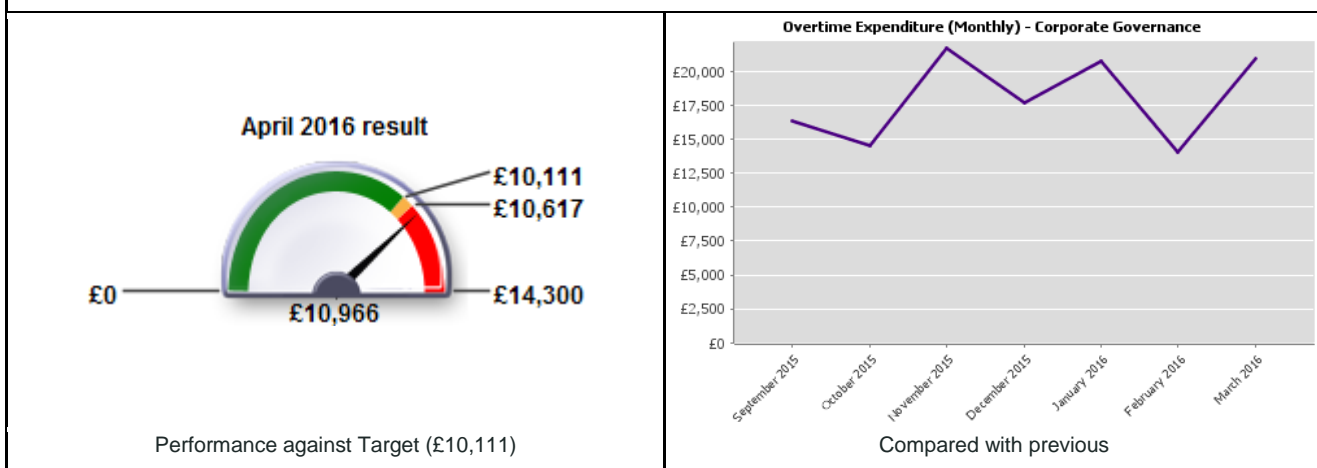 April 2016 result
£10,111
£10,617
£0
£14,300
£10,966
Performance against Target (£10,111)
Overtime Expenditure (Monthly) - Corporate Governance
£20,000
£17,500
£15,000
£12,500
£10,000
£7,500
£5,000
£2,500
£0
September 2015
October 2015
November 2015
December 2015
January 2016
February 2016
March 2016
Compared with previous